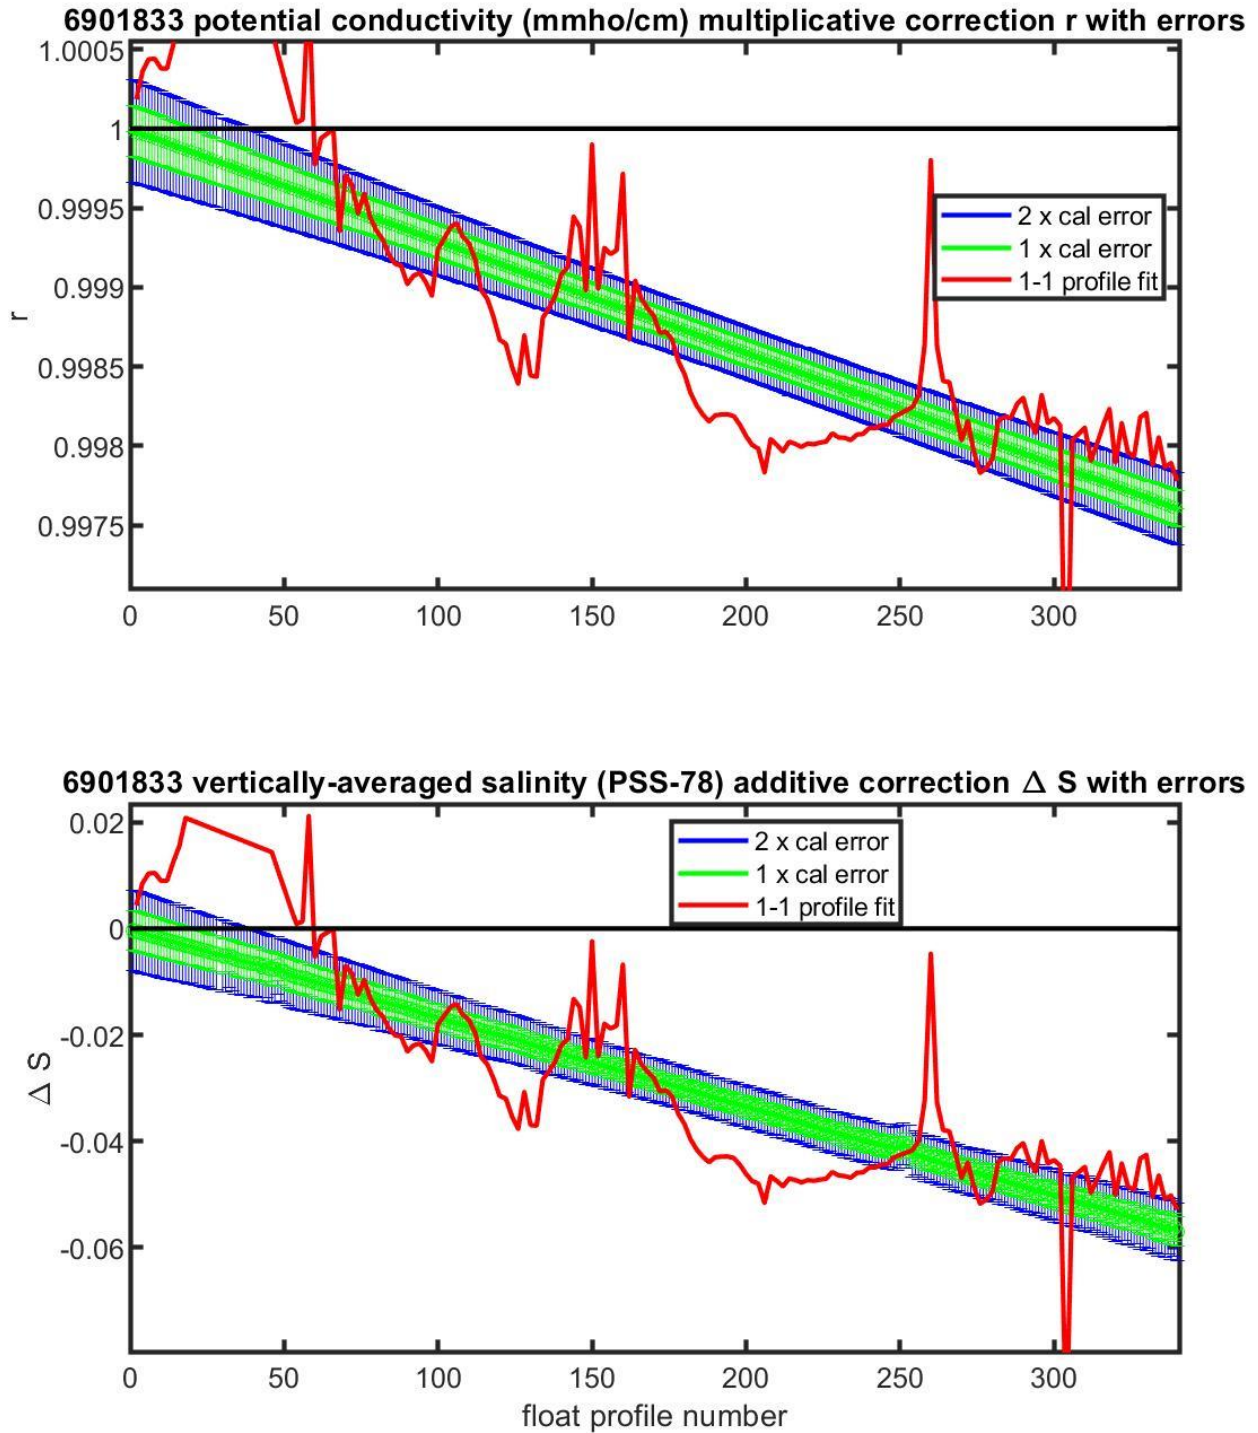 6901833 potential conductivity (mmho/cm) multiplicative correction r with errors
1.0005
1
0.9995
0.999
0.9985
0.998
0.9975
r
2 x cal error
1 x cal error
1-1 profile fit
0 50 100 150 200 250 300
6901833 vertically-averaged salinity (PSS-78) additive correction Δ S with errors
0.02
0
-0.02
-0.04
-0.06
Δ S
2 x cal error
1 x cal error
1-1 profile fit
0 50 100 150 200 250 300
float profile number